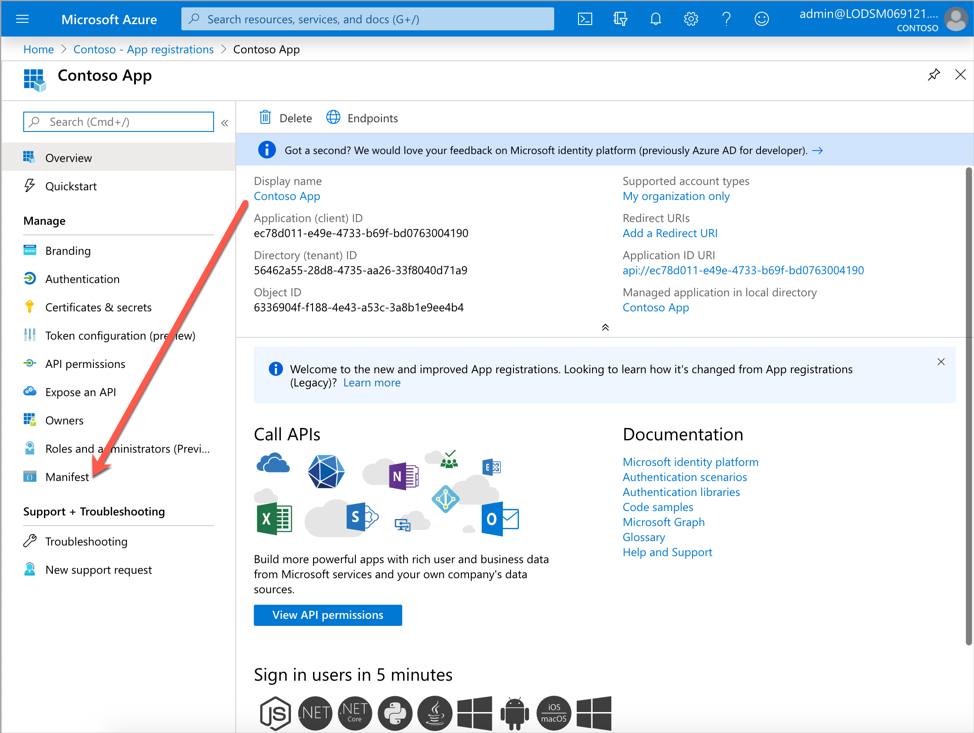 Microsoft Azure
Search resources, services, and docs (G+/)
admin@LODSM069121....
CONTOSO
Home > Contoso - App registrations > Contoso App
Contoso App
Search (Cmd+/)
«
Overview
Quickstart
Manage
Branding
Authentication
Certificates & secrets
Token configuration (preview)
API permissions
Expose an API
Owners
Roles and administrators (Previ...
Manifest
Support + Troubleshooting
Troubleshooting
New support request
Delete
Endpoints
Got a second? We would love your feedback on Microsoft identity platform (previously Azure AD for developer). →
Display name
Contoso App
Application (client) ID
ec78d011-e49e-4733-b69f-bd0763004190
Directory (tenant) ID
56462a55-28d8-4735-aa26-33f8040d71a9
Object ID
6336904f-f188-4e43-a53c-3a8b1e9ee4b4
Supported account types
My organization only
Redirect URIs
Add a Redirect URI
Application ID URI
api://ec78d011-e49e-4733-b69f-bd0763004190
Managed application in local directory
Contoso App
Welcome to the new and improved App registrations. Looking to learn how it's changed from App registrations
(Legacy)? Learn more
Call APIs
N
E
X
S
O
Build more powerful apps with rich user and business data
from Microsoft services and your own company's data
sources.
View API permissions
Documentation
Microsoft identity platform
Authentication scenarios
Authentication libraries
Code samples
Microsoft Graph
Glossary
Help and Support
Sign in users in 5 minutes
JS
.NET
.NET
Core
iOS
macOS